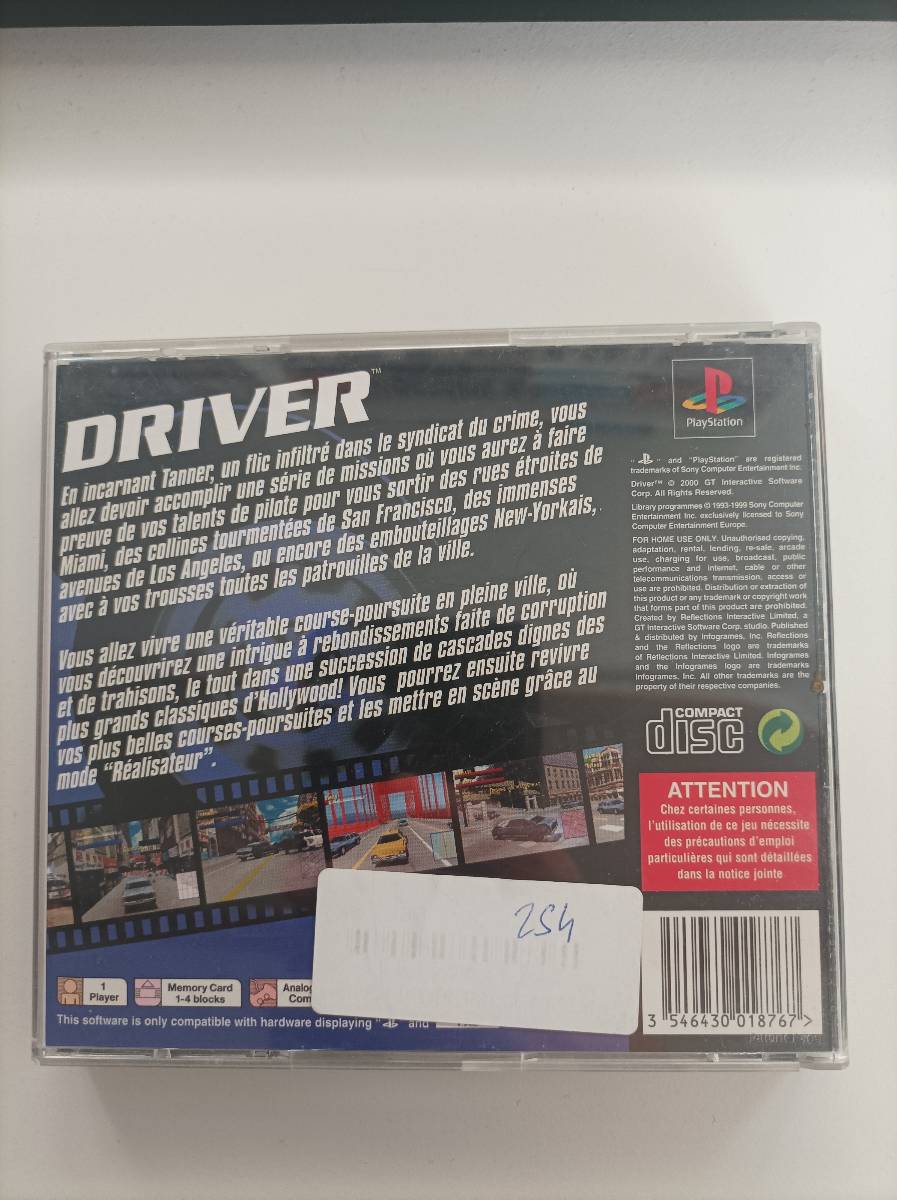 DRIVER™
En incarnant Tanner, un flic infiltré dans le syndicat du crime, vous
allez devoir accomplir une série de missions où vous aurez à faire
preuve de vos talents de pilote pour vous sortir des rues étroites de
Miami, des collines tourmentées de San Francisco, des immenses
avenues de Los Angeles, ou encore des embouteillages New-Yorkais,
avec à vos trousses toutes les patrouilles de la ville.
Vous allez vivre une véritable course-poursuite en pleine ville, où
vous découvrirez une intrigue à rebondissements faite de corruption
et de trahisons, le tout dans une succession de cascades dignes des
plus grands classiques d'Hollywood! Vous pourrez ensuite revivre
vos plus belles courses-poursuites et les mettre en scène grâce au
mode "Réalisateur".
PlayStation
" " and "PlayStation" are registered
trademarks of Sony Computer Entertainment Inc.
Driver™ © 2000 GT Interactive Software
Corp. All Rights Reserved.
Library programmes © 1993-1999 Sony Computer
Entertainment Inc. exclusively licensed to Sony
Computer Entertainment Europe.
FOR HOME USE ONLY. Unauthorised copying,
adaptation, rental, lending, re-sale, arcade
use, charging for use, broadcast, public
performance and internet, cable or other
telecommunications transmission, access or
use are prohibited. Distribution or extraction of
this product or any trademark or copyright work
that forms part of this product are prohibited.
Created by Reflections Interactive Limited, a
GT Interactive Software Corp. studio. Published
& distributed by Infogrames, Inc. Reflections
and the Reflections logo are trademarks
of Reflections Interactive Limited. Infogrames
and the Infogrames logo are trademarks
Infogrames, Inc. All other trademarks are the
property of their respective companies.
COMPACT
disc
ATTENTION
Chez certaines personnes,
l'utilisation de ce jeu nécessite
des précautions d'emploi
particulières qui sont détaillées
dans la notice jointe
254
1
Player
Memory Card
1-4 blocks
Analog
Com
This software is only compatible with hardware displaying " " and
3 546430 018767 >